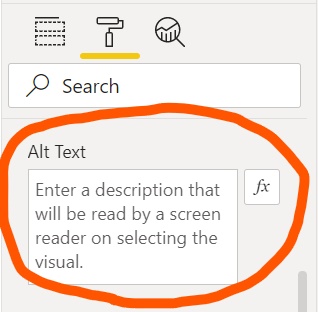 Search
Alt Text
Enter a description that
will be read by a screen
reader on selecting the
visual.
fx